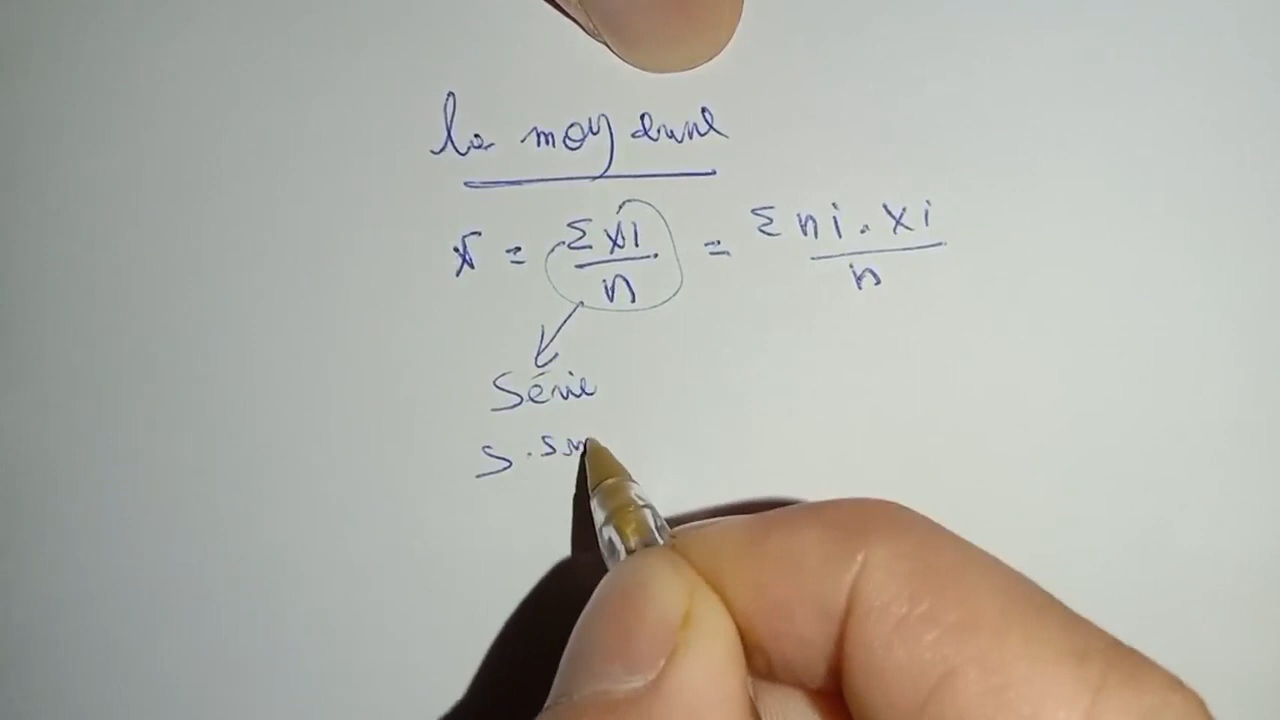 la moyenne
x̄ = Σxi/n = Σni.xi/n
Série
S.